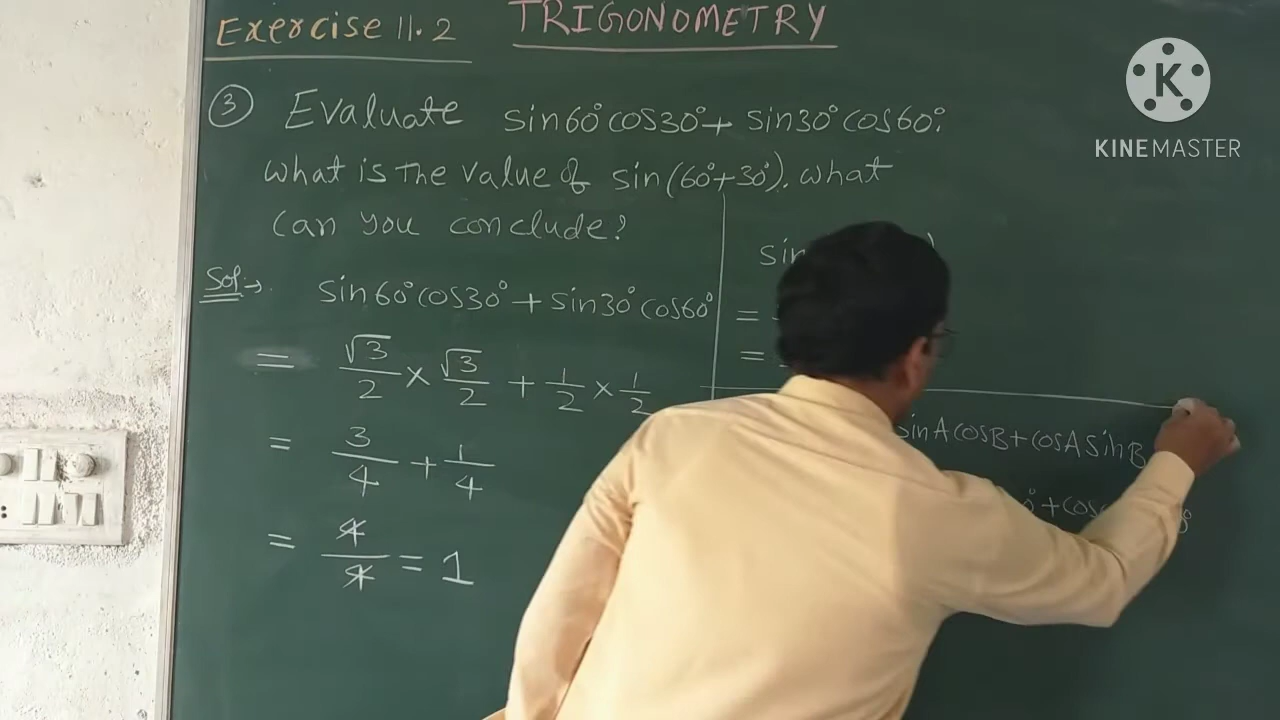 Exercise 11.2
TRIGONOMETRY
KINEMASTER
③ Evaluate sin60° cos30° + sin30° cos60°.
What is the value of sin(60°+30°). what
can you conclude?
Sol:→ sin60° cos30° + sin30° cos60°
= √3/2 × √3/2 + 1/2 × 1/2
= 3/4 + 1/4
= 4/4 = 1
sin
=
=
sinA cosB + cosA sinB